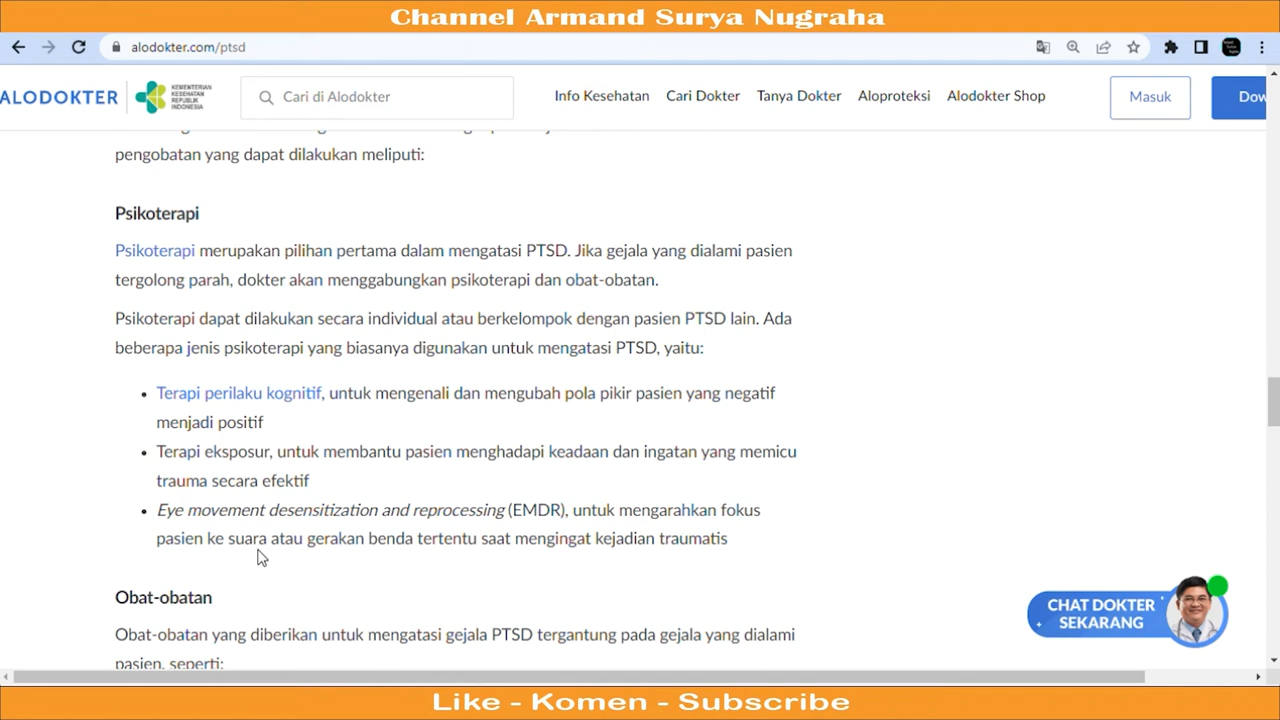 Channel Armand Surya Nugraha
alodokter.com/ptsd
ALODOKTER
KEMENTERIAN
KESEHATAN
REPUBLIK
INDONESIA
Cari di Alodokter
Info Kesehatan
Cari Dokter
Tanya Dokter
Aloproteksi
Alodokter Shop
Masuk
Dow
pengobatan yang dapat dilakukan meliputi:
Psikoterapi
Psikoterapi merupakan pilihan pertama dalam mengatasi PTSD. Jika gejala yang dialami pasien
tergolong parah, dokter akan menggabungkan psikoterapi dan obat-obatan.
Psikoterapi dapat dilakukan secara individual atau berkelompok dengan pasien PTSD lain. Ada
beberapa jenis psikoterapi yang biasanya digunakan untuk mengatasi PTSD, yaitu:
• Terapi perilaku kognitif, untuk mengenali dan mengubah pola pikir pasien yang negatif
menjadi positif
• Terapi eksposur, untuk membantu pasien menghadapi keadaan dan ingatan yang memicu
trauma secara efektif
• Eye movement desensitization and reprocessing (EMDR), untuk mengarahkan fokus
pasien ke suara atau gerakan benda tertentu saat mengingat kejadian traumatis
Obat-obatan
Obat-obatan yang diberikan untuk mengatasi gejala PTSD tergantung pada gejala yang dialami
pasien, seperti:
CHAT DOKTER
SEKARANG
Like - Komen - Subscribe